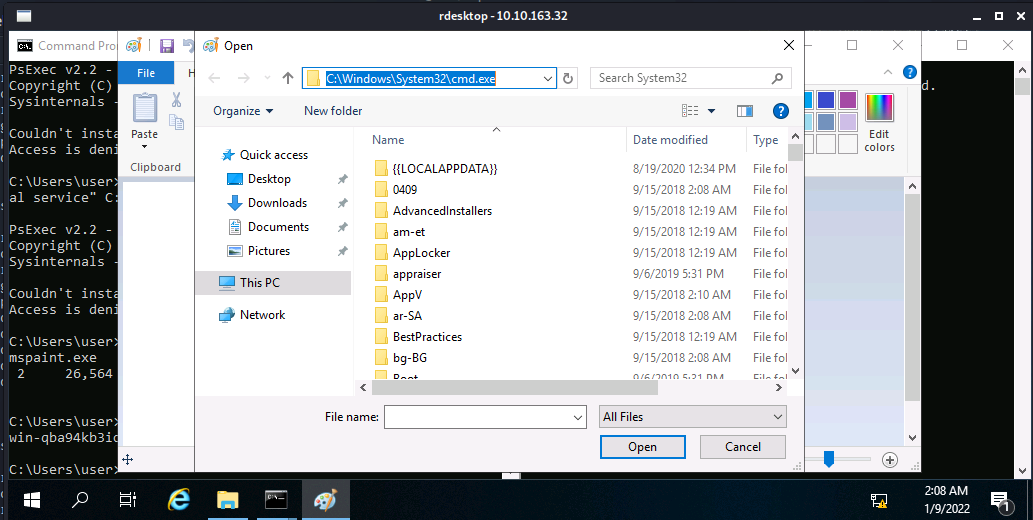 rdesktop - 10.10.163.32
Command Pro
Open
PsExec v2.2 -
Copyright (C)
Sysinternals -
Couldn't insta
Access is deni
C:\Users\user>
al service" C:
PsExec v2.2 -
Copyright (C)
Sysinternals -
Couldn't insta
Access is deni
C:\Users\user>
mspaint.exe
2 26,564
C:\Users\user>
win-qba94kb3io
C:\Users\user>
File
H
Paste
Clipboard
C:\Windows\System32\cmd.exe
Search System32
Organize
New folder
Quick access
Desktop
Downloads
Documents
Pictures
This PC
Network
Name Date modified Type
{{LOCALAPPDATA}} 8/19/2020 12:34 PM File fol
0409 9/15/2018 2:08 AM File fol
AdvancedInstallers 9/15/2018 12:19 AM File fol
am-et 9/15/2018 12:19 AM File fol
AppLocker 9/15/2018 12:19 AM File fol
appraiser 9/6/2019 5:31 PM File fol
AppV 9/15/2018 2:10 AM File fol
ar-SA 9/15/2018 2:08 AM File fol
BestPractices 9/15/2018 12:19 AM File fol
bg-BG 9/15/2018 2:08 AM File fol
Boot 9/6/2019 5:31 PM File fol
File name:
All Files
Open
Cancel
d.
Edit
colors
2:08 AM
1/9/2022
1